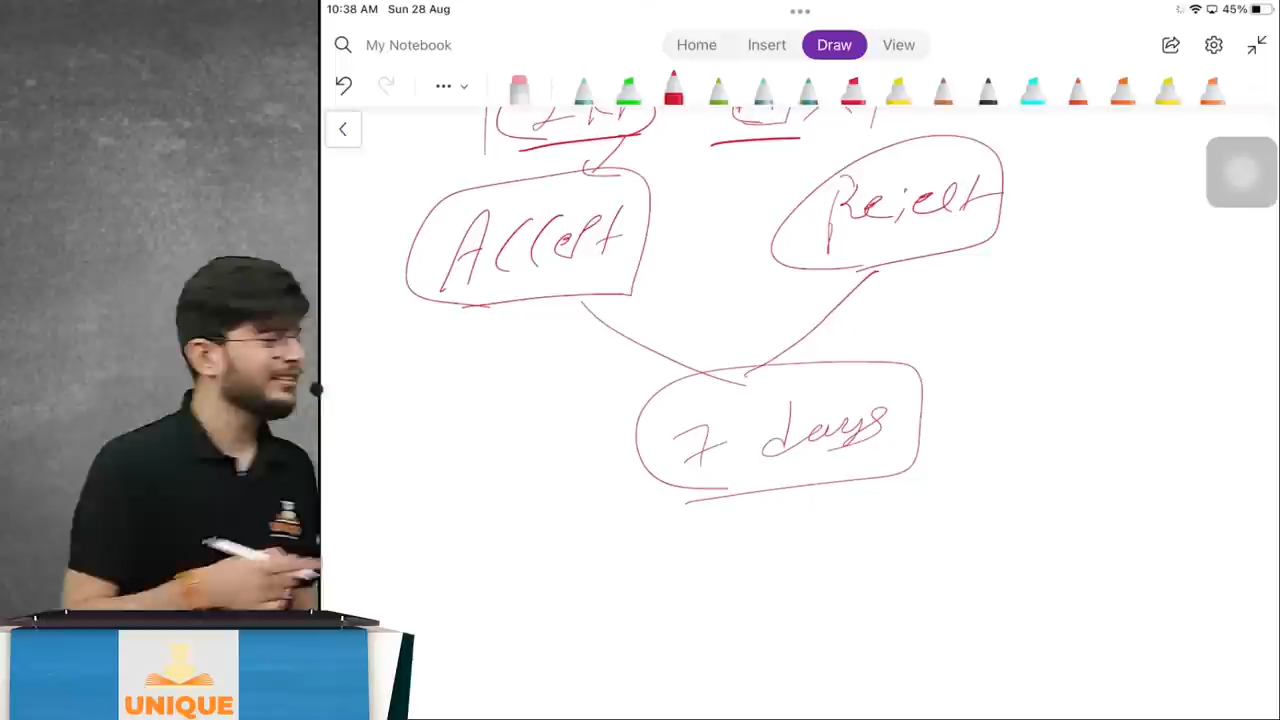 10:38 AM Sun 28 Aug
45%
My Notebook
Home Insert Draw View
Accept
Reject
7 days
UNIQUE